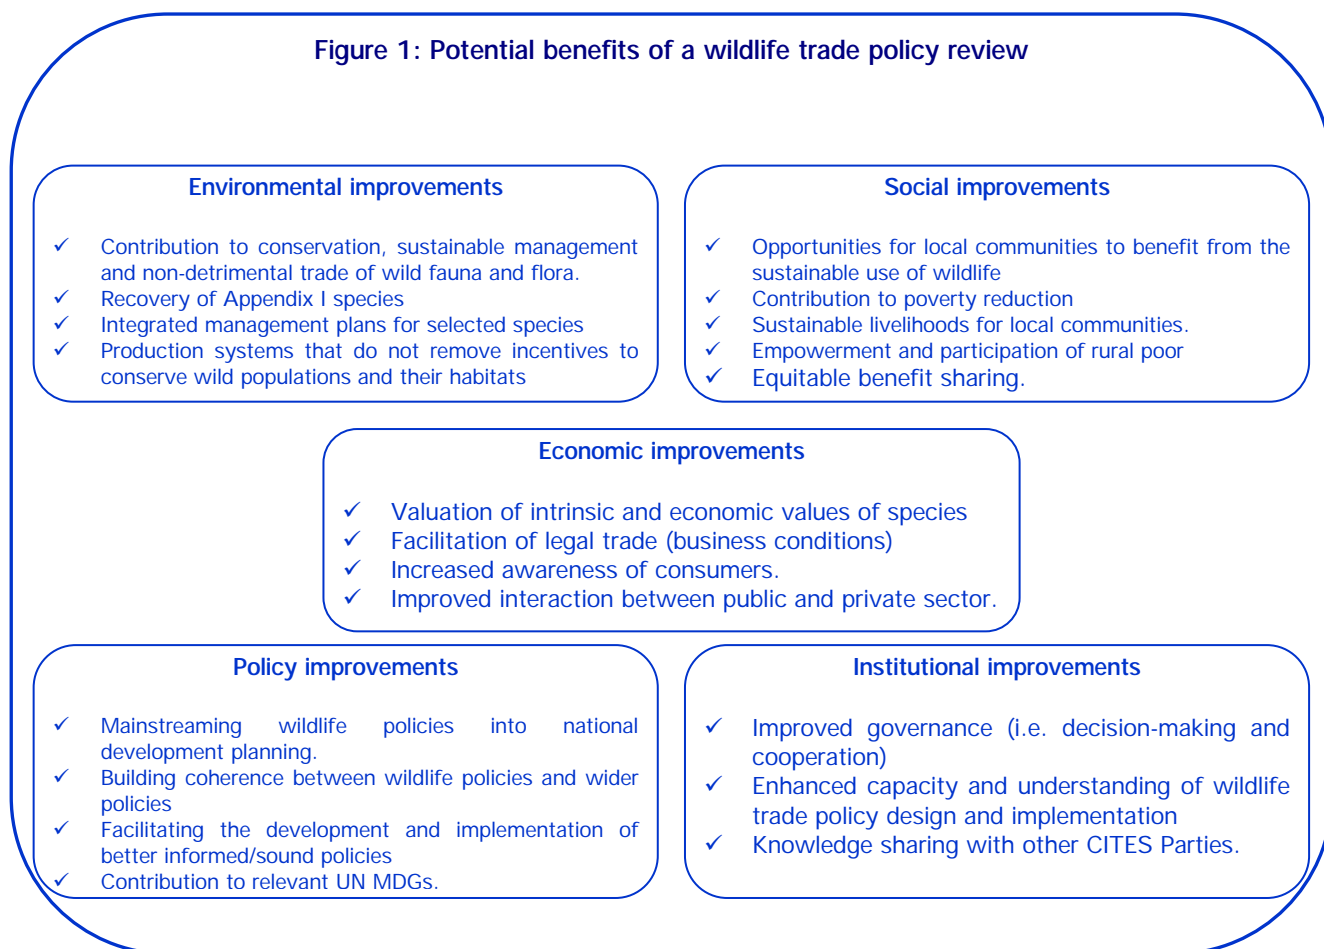 Figure 1: Potential benefits of a wildlife trade policy review
Environmental improvements
✓ Contribution to conservation, sustainable management
and non-detrimental trade of wild fauna and flora.
✓ Recovery of Appendix I species
✓ Integrated management plans for selected species
✓ Production systems that do not remove incentives to
conserve wild populations and their habitats
Social improvements
✓ Opportunities for local communities to benefit from the
sustainable use of wildlife
✓ Contribution to poverty reduction
✓ Sustainable livelihoods for local communities.
✓ Empowerment and participation of rural poor
✓ Equitable benefit sharing.
Economic improvements
✓ Valuation of intrinsic and economic values of species
✓ Facilitation of legal trade (business conditions)
✓ Increased awareness of consumers.
✓ Improved interaction between public and private sector.
Policy improvements
✓ Mainstreaming wildlife policies into national
development planning.
✓ Building coherence between wildlife policies and wider
policies
✓ Facilitating the development and implementation of
better informed/sound policies
✓ Contribution to relevant UN MDGs.
Institutional improvements
✓ Improved governance (i.e. decision-making and
cooperation)
✓ Enhanced capacity and understanding of wildlife
trade policy design and implementation
✓ Knowledge sharing with other CITES Parties.